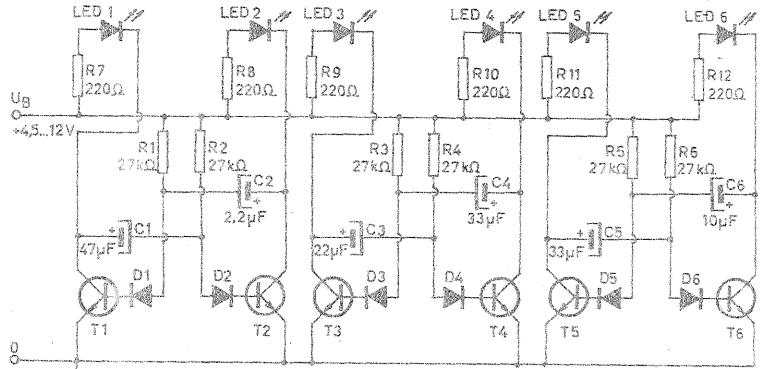 LED 1 LED 2 LED 3 LED 4 LED 5 LED 6
R7 220Ω R8 220Ω R9 220Ω R10 220Ω R11 220Ω R12 220Ω
UB
+4,5...12V
R1 27kΩ R2 27kΩ R3 27kΩ R4 27kΩ R5 27kΩ R6 27kΩ
C2 2,2µF C4 33µF C6 10µF
C1 47µF C3 22µF C5 33µF
D1 D2 D3 D4 D5 D6
T1 T2 T3 T4 T5 T6
0